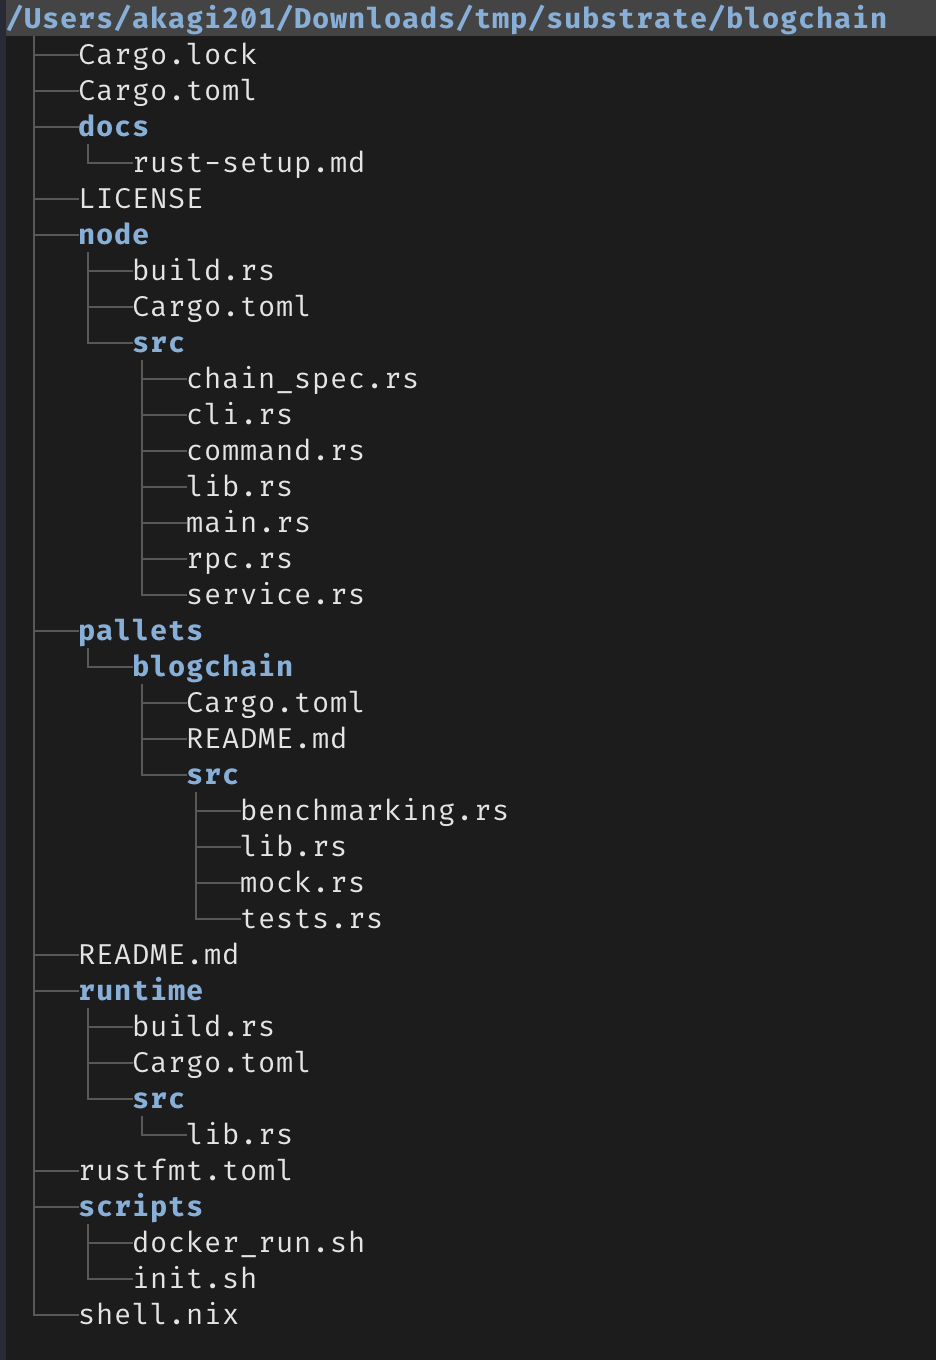 /Users/akagi201/Downloads/tmp/substrate/blogchain
Cargo.lock
Cargo.toml
docs
rust-setup.md
LICENSE
node
build.rs
Cargo.toml
src
chain_spec.rs
cli.rs
command.rs
lib.rs
main.rs
rpc.rs
service.rs
pallets
blogchain
Cargo.toml
README.md
src
benchmarking.rs
lib.rs
mock.rs
tests.rs
README.md
runtime
build.rs
Cargo.toml
src
lib.rs
rustfmt.toml
scripts
docker_run.sh
init.sh
shell.nix